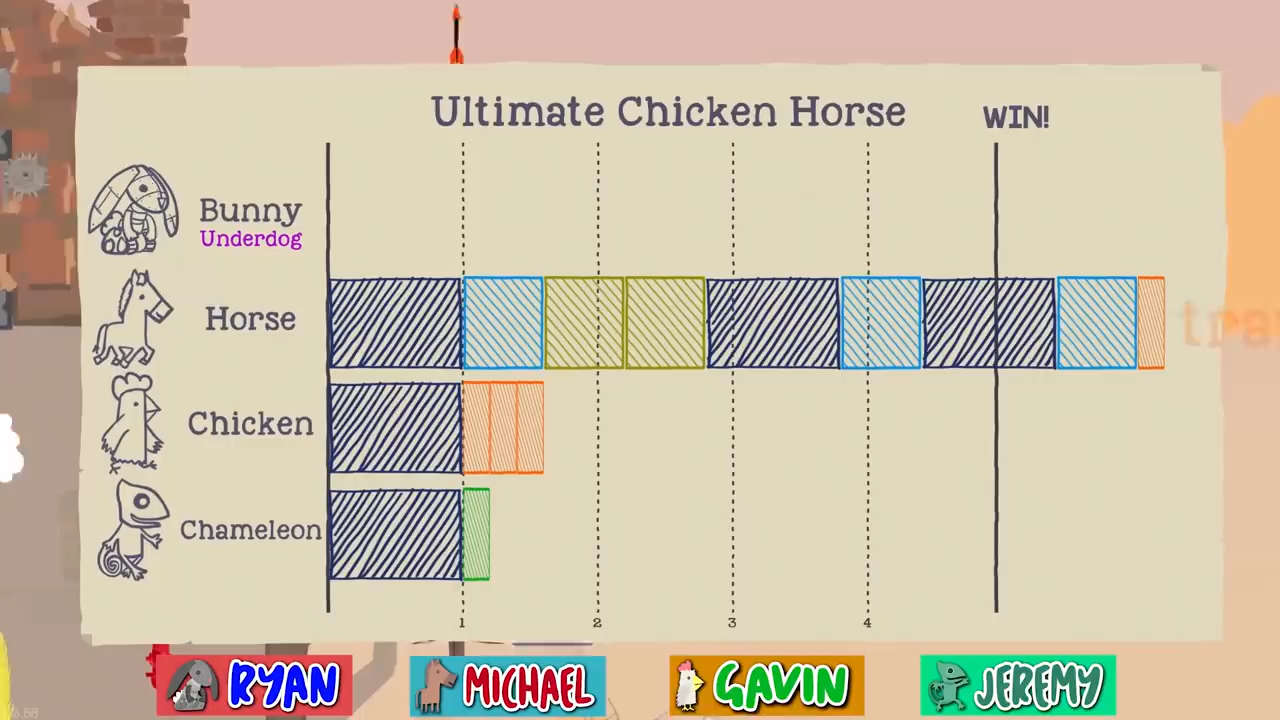 Ultimate Chicken Horse
WIN!
Bunny
Underdog
Horse
Chicken
Chameleon
1 2 3 4
RYAN MICHAEL GAVIN JEREMY